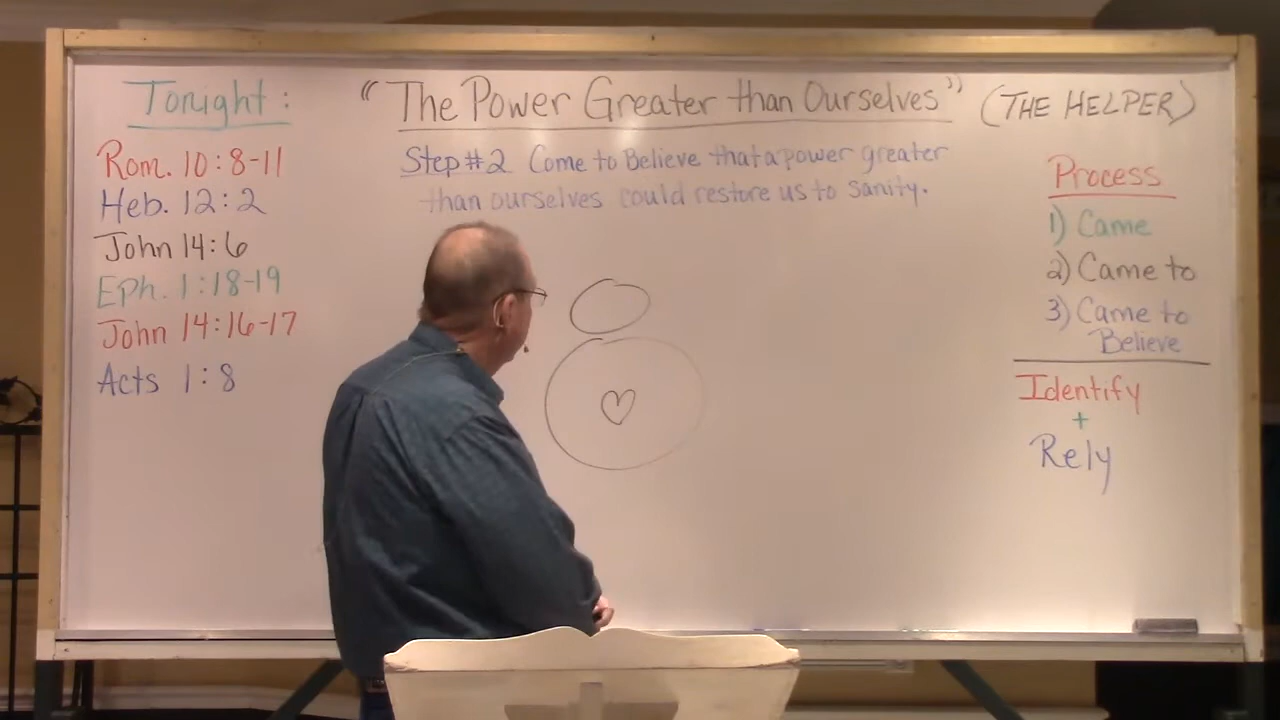 Tonight:
Rom. 10:8-11
Heb. 12:2
John 14:6
Eph. 1:18-19
John 14:16-17
Acts 1:8
"The Power Greater than Ourselves" (THE HELPER)
Step #2 Come to Believe that a power greater
than ourselves could restore us to sanity.
Process
1) Came
2) Came to
3) Came to
Believe
Identify
+
Rely